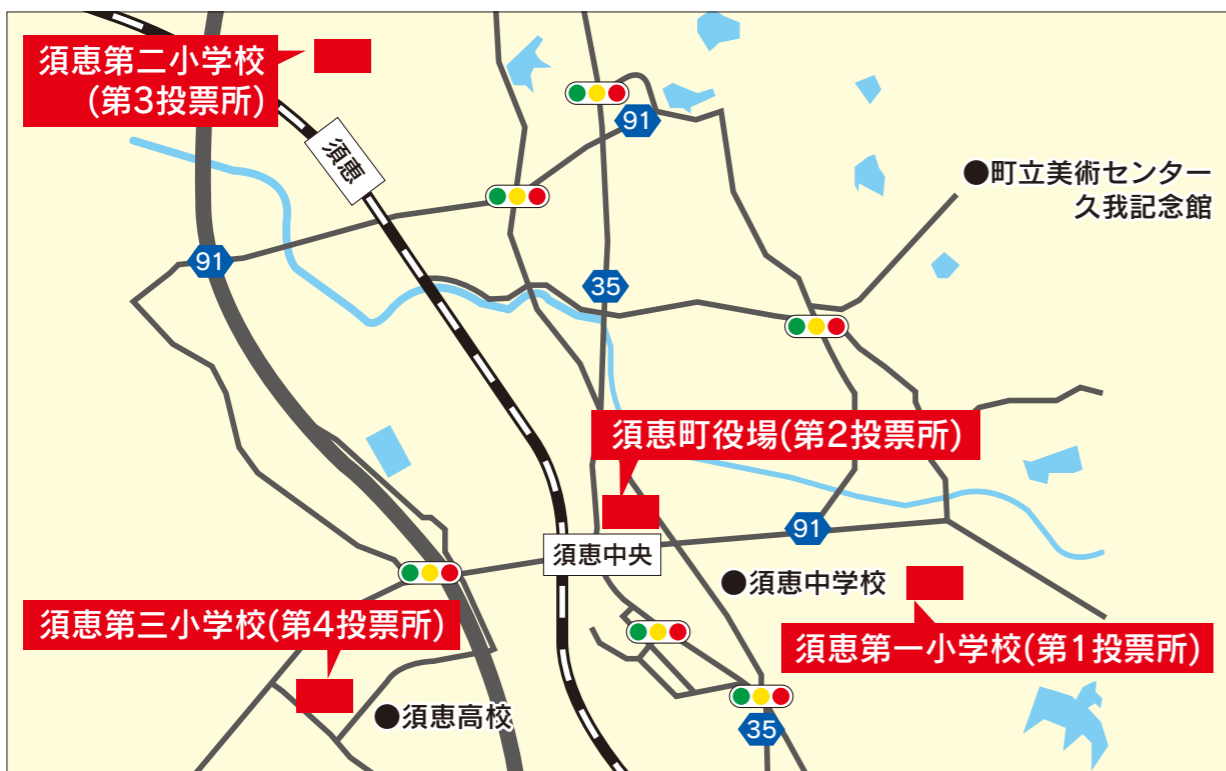 須恵第二小学校
(第3投票所)
須恵
91
●町立美術センター
久我記念館
91
35
須恵町役場(第2投票所)
91
須恵中央
●須恵中学校
須恵第三小学校(第4投票所)
須恵第一小学校(第1投票所)
●須恵高校
35